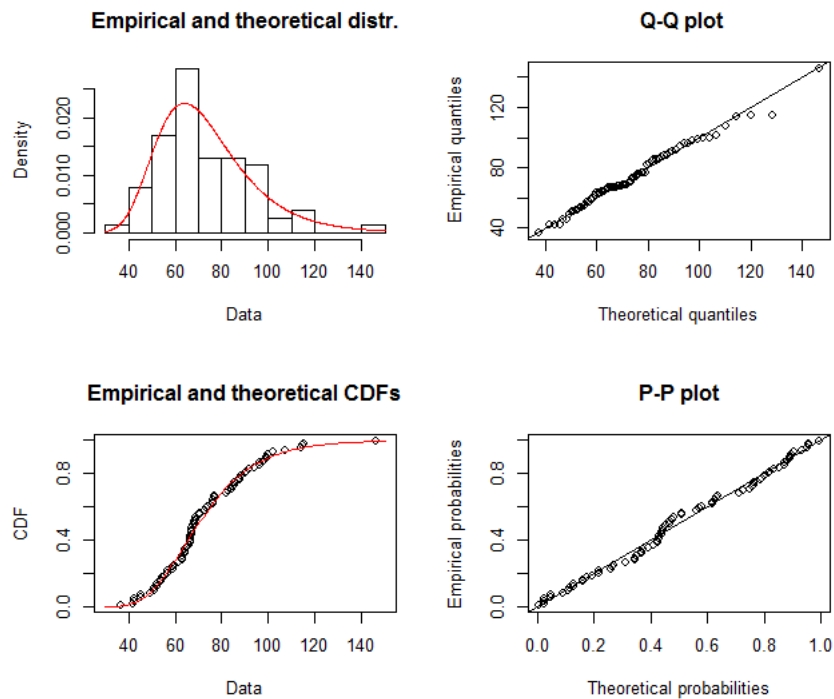 Empirical and theoretical distr.
Density
0.000
0.010
0.020
40 60 80 100 120 140
Data
Q-Q plot
Empirical quantiles
40
80
120
40 60 80 100 120 140
Theoretical quantiles
Empirical and theoretical CDFs
CDF
0.0
0.4
0.8
40 60 80 100 120 140
Data
P-P plot
Empirical probabilities
0.0
0.4
0.8
0.0 0.2 0.4 0.6 0.8 1.0
Theoretical probabilities